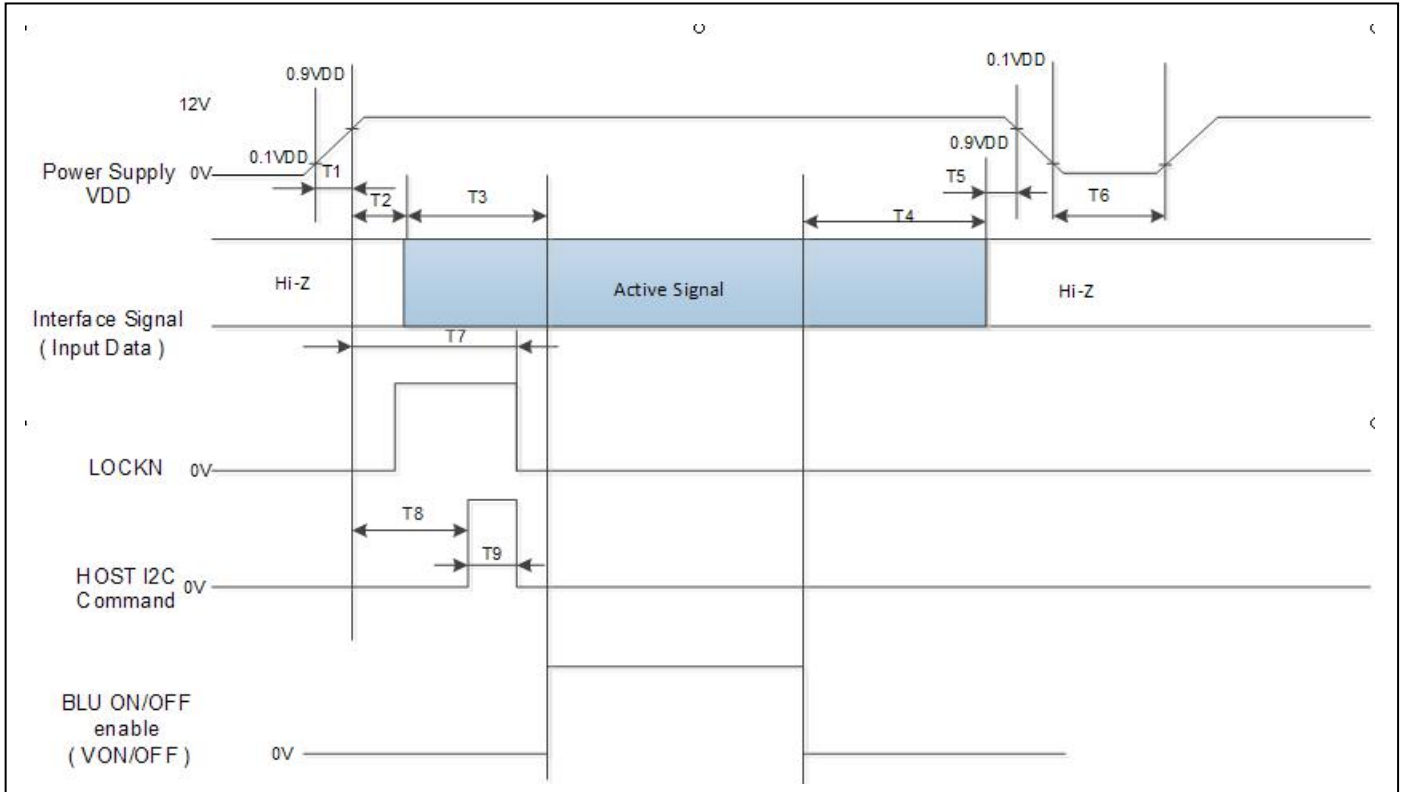 0.9VDD
0.1VDD
12V
0.1VDD
0.9VDD
Power Supply
VDD
0V
T1
T2
T3
T4
T5
T6
Hi-Z
Active Signal
Hi-Z
Interface Signal
( Input Data )
T7
LOCKN
0V
T8
T9
HOST I2C
Command
0V
BLU ON/OFF
enable
( VON/OFF )
0V